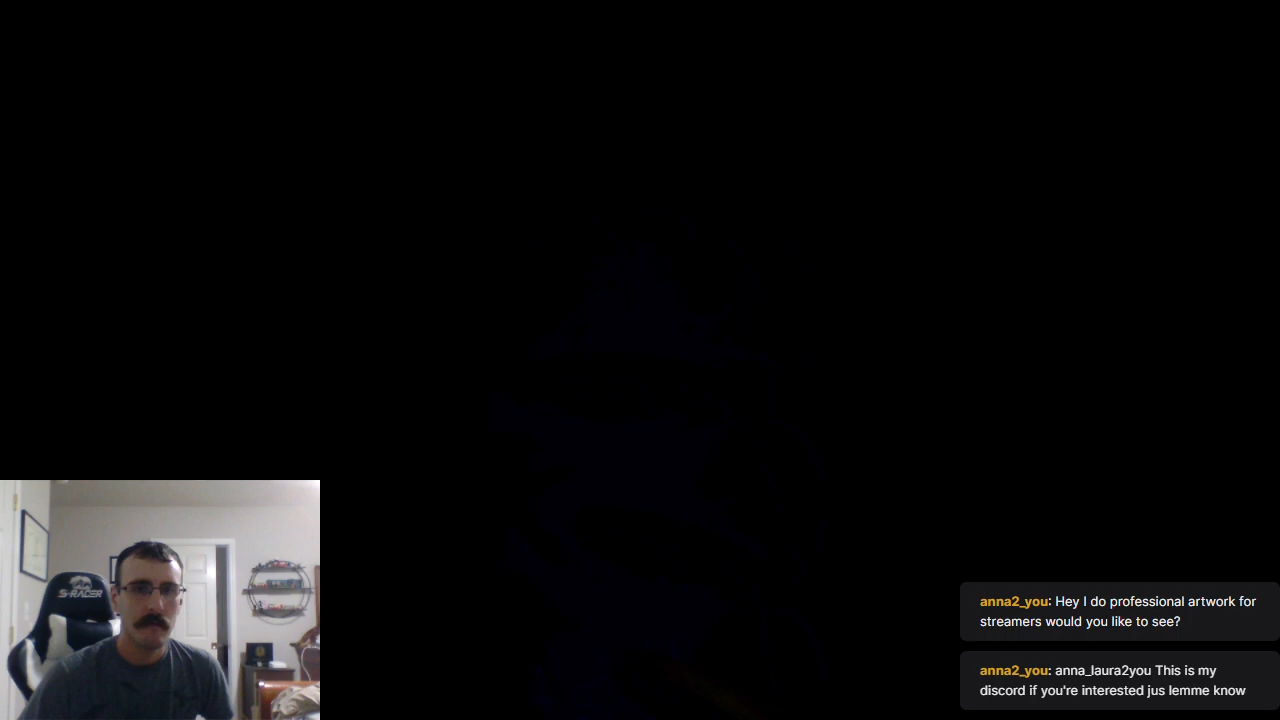 S-RACER
anna2_you: Hey I do professional artwork for
streamers would you like to see?
anna2_you: anna_laura2you This is my
discord if you're interested jus lemme know